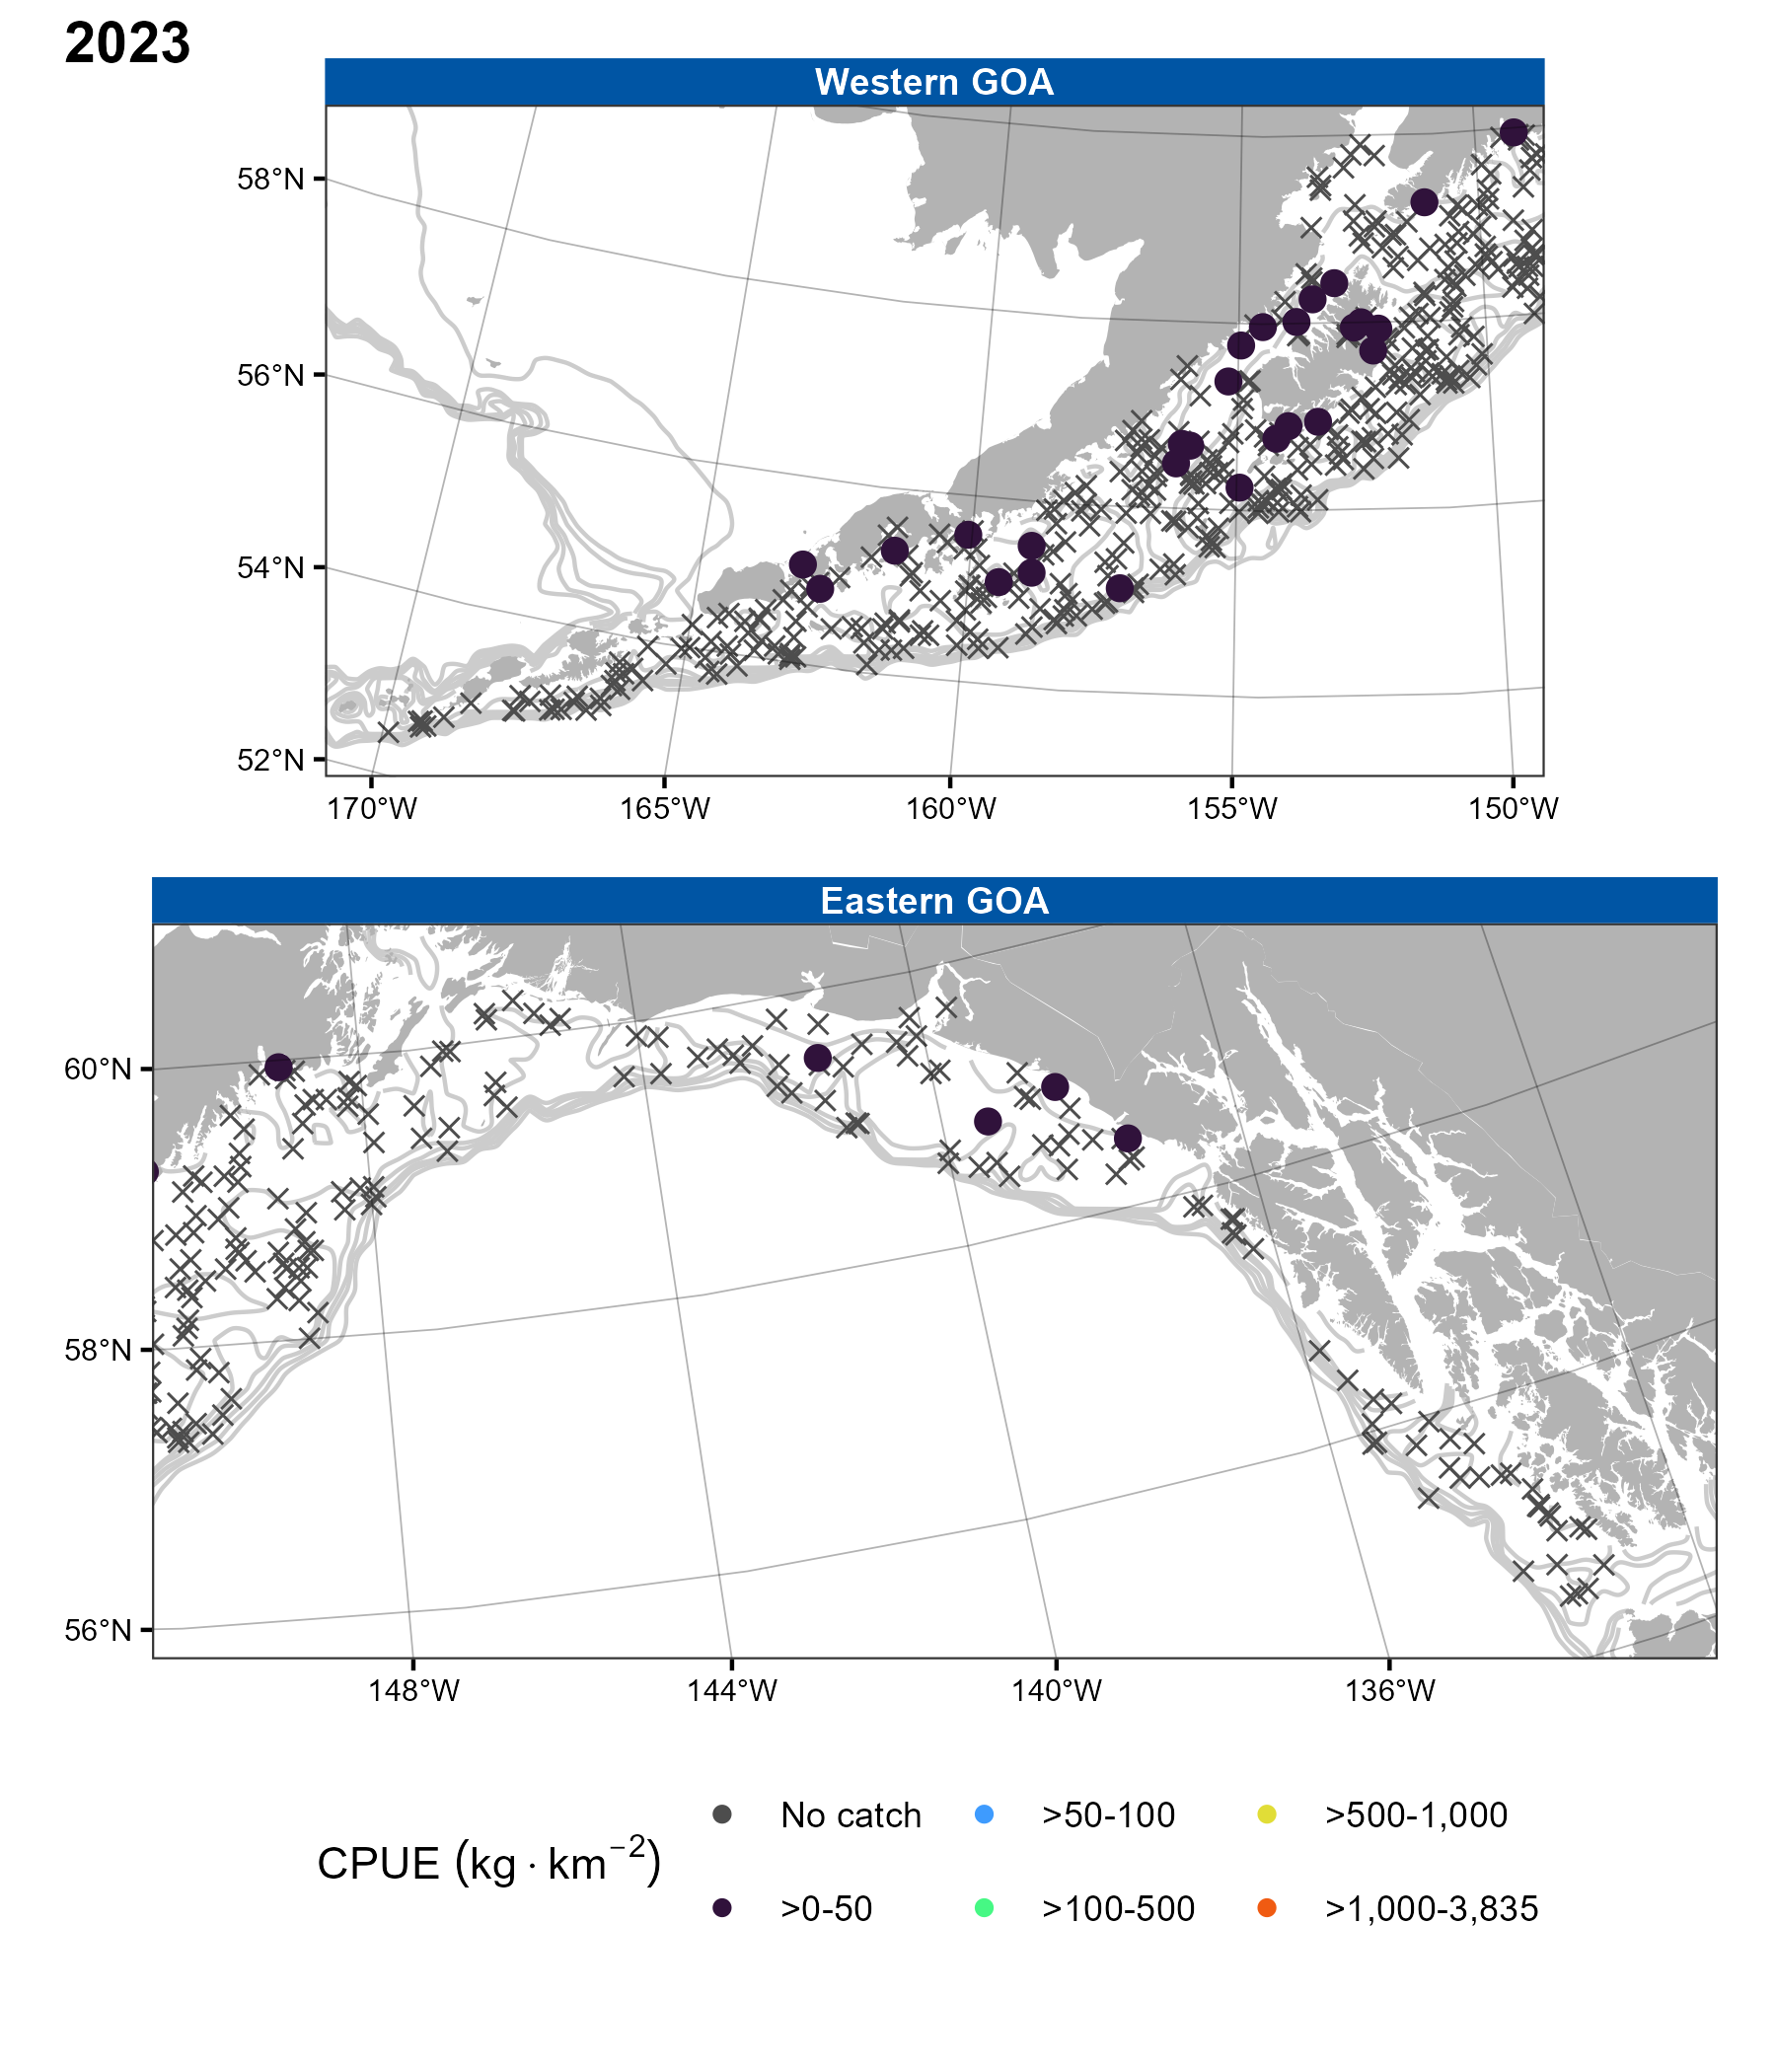 2023
Western GOA
58°N
56°N
54°N
52°N
170°W 165°W 160°W 155°W 150°W
Eastern GOA
60°N
58°N
56°N
148°W 144°W 140°W 136°W
CPUE (kg · km⁻²)
No catch >50-100 >500-1,000
>0-50 >100-500 >1,000-3,835